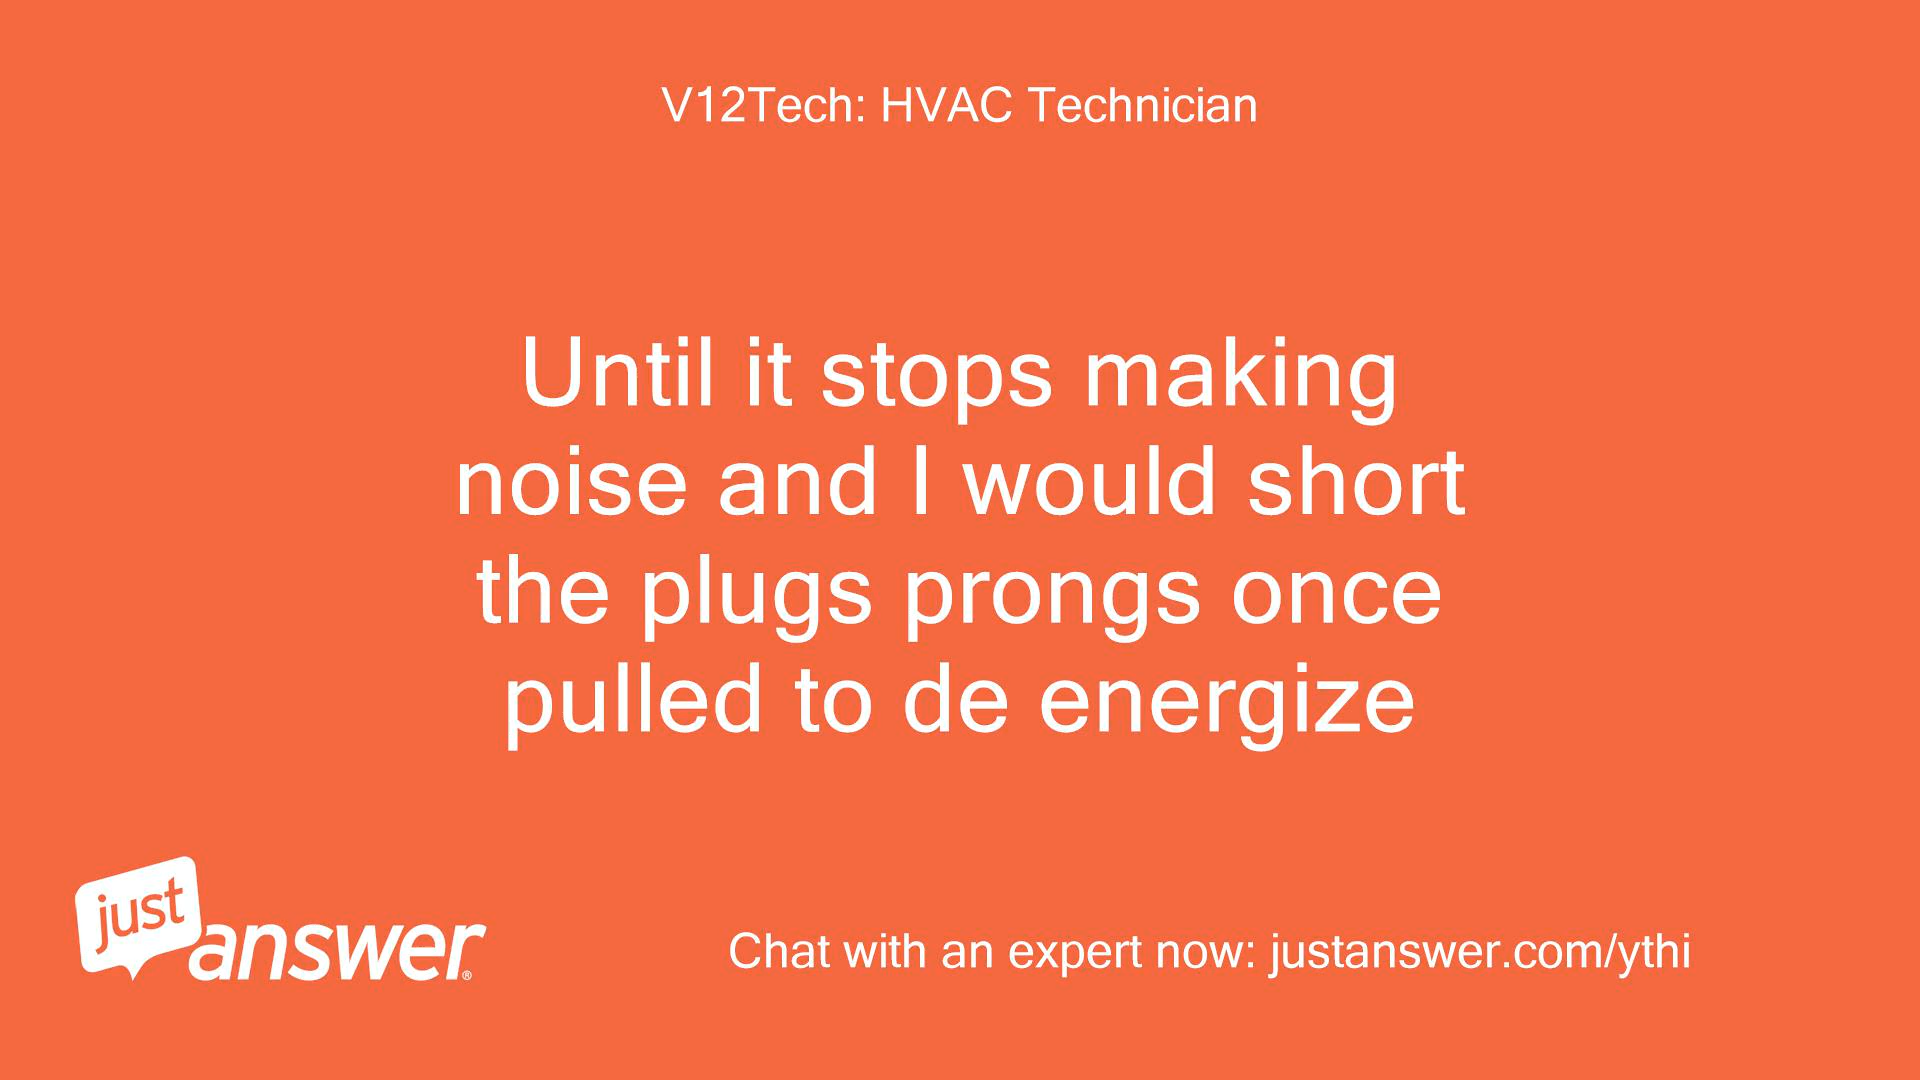 V12Tech: HVAC Technician
Until it stops making
noise and I would short
the plugs prongs once
pulled to de energize
just
answer®
Chat with an expert now: justanswer.com/ythi